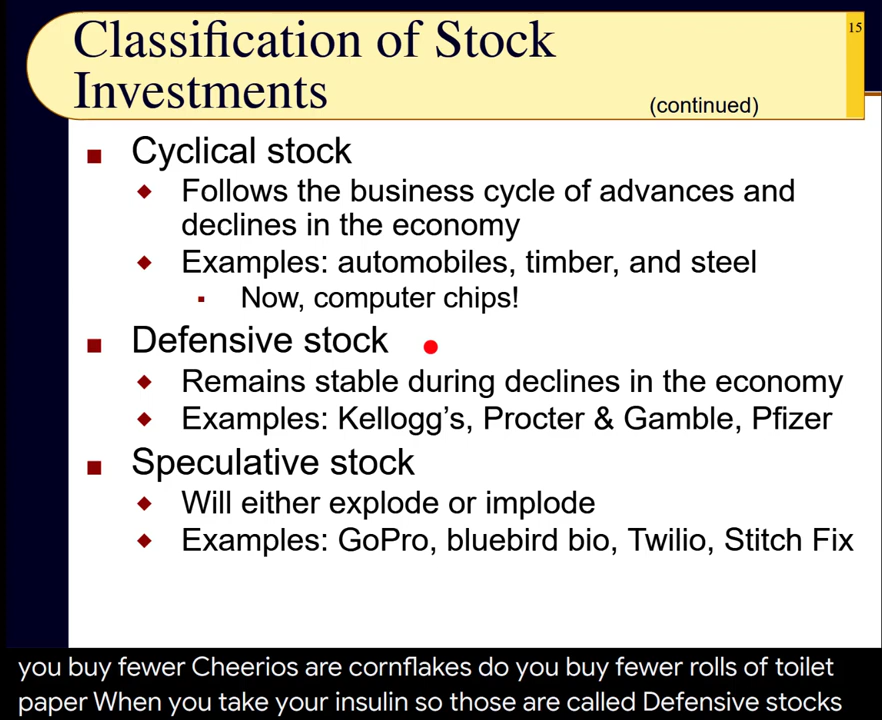 15
Classification of Stock
Investments
(continued)
Cyclical stock
Follows the business cycle of advances and
declines in the economy
Examples: automobiles, timber, and steel
Now, computer chips!
Defensive stock
Remains stable during declines in the economy
Examples: Kellogg's, Procter & Gamble, Pfizer
Speculative stock
Will either explode or implode
Examples: GoPro, bluebird bio, Twilio, Stitch Fix
you buy fewer Cheerios are cornflakes do you buy fewer rolls of toilet
paper When you take your insulin so those are called Defensive stocks